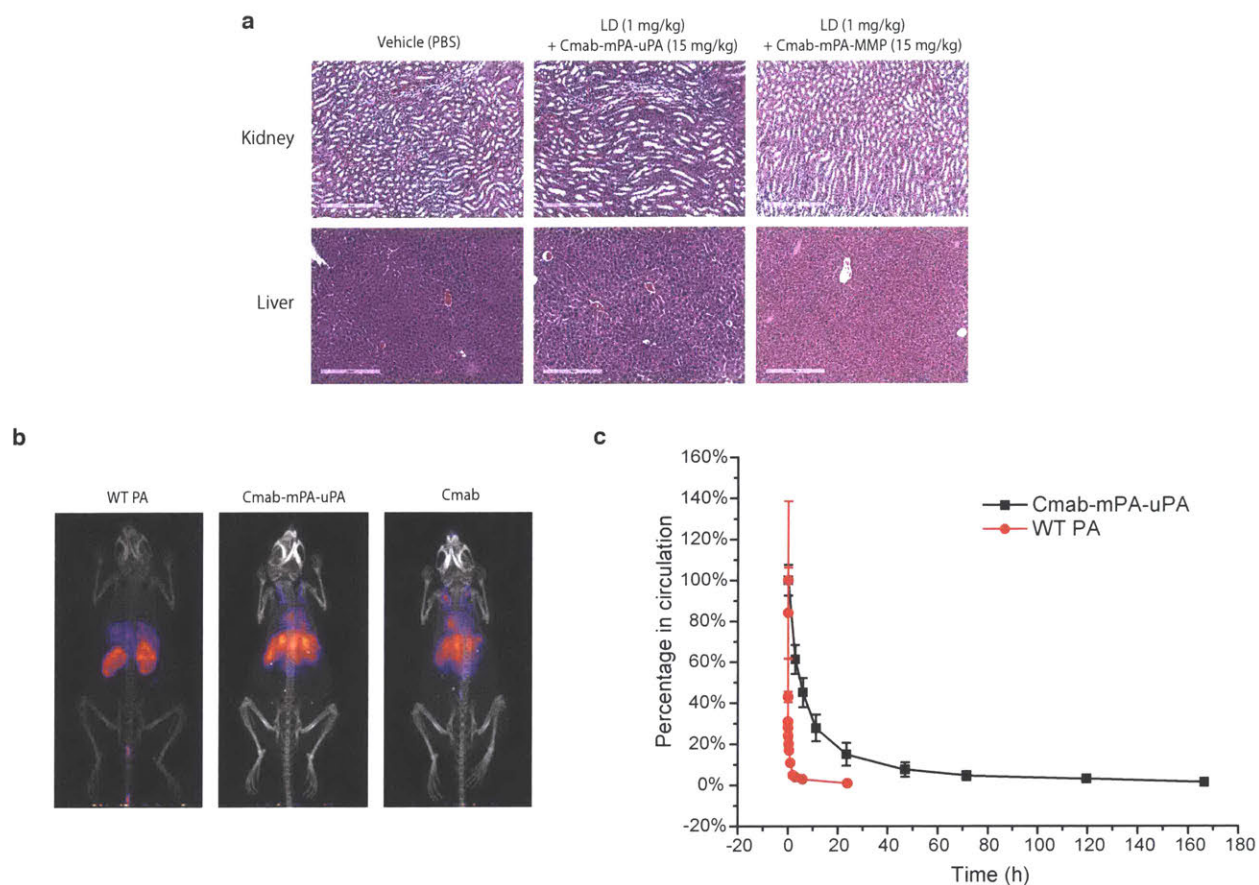 a
Vehicle (PBS)
LD (1 mg/kg)
+ Cmab-mPA-uPA (15 mg/kg)
LD (1 mg/kg)
+ Cmab-mPA-MMP (15 mg/kg)
Kidney
Liver
b
WT PA
Cmab-mPA-uPA
Cmab
c
160%
140%
120%
100%
80%
60%
40%
20%
0%
-20%
Percentage in circulation
Cmab-mPA-uPA
WT PA
-20 0 20 40 60 80 100 120 140 160 180
Time (h)